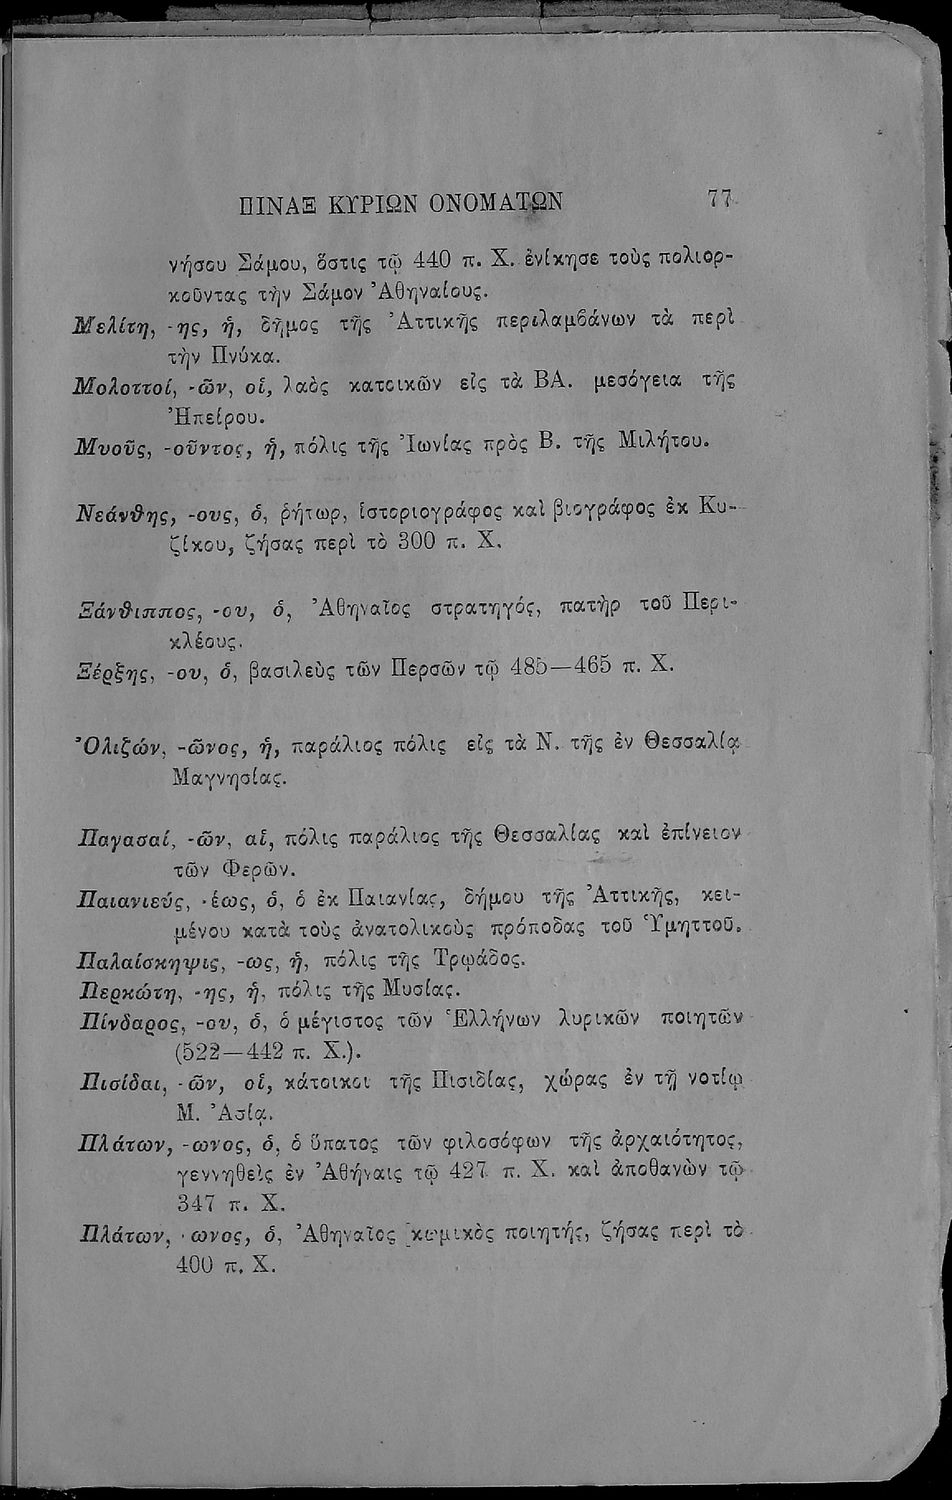 ΠΙΝΑΞ ΚΥΡΙΩΝ ΟΝΟΜΑΤΩΝ 77
νήσου Σάμου, ὅστις τῷ 440 π. Χ. ἐνίκησε τοὺς πολιορ-
κοῦντας τὴν Σάμον Ἀθηναίους.
Μελίτη, -ης, ἡ, δῆμος τῆς Ἀττικῆς περιλαμβάνων τὰ περὶ
τὴν Πνύκα.
Μολοττοί, -ῶν, οἱ, λαὸς κατοικῶν εἰς τὰ ΒΑ. μεσόγεια τῆς
Ἠπείρου.
Μυοῦς, -οῦντος, ἡ, πόλις τῆς Ἰωνίας πρὸς Β. τῆς Μιλήτου.
Νεάνθης, -ους, ὁ, ῥήτωρ, ἱστοριογράφος καὶ βιογράφος ἐκ Κυ-
ζίκου, ζήσας περὶ τὸ 300 π. Χ.
Ξάνθιππος, -ου, ὁ, Ἀθηναῖος στρατηγός, πατὴρ τοῦ Περι-
κλέους.
Ξέρξης, -ου, ὁ, βασιλεὺς τῶν Περσῶν τῷ 485—465 π. Χ.
Ὀλιζών, -ῶνος, ἡ, παράλιος πόλις εἰς τὰ Ν. τῆς ἐν Θεσσαλίᾳ
Μαγνησίας.
Παγασαί, -ῶν, αἱ, πόλις παράλιος τῆς Θεσσαλίας καὶ ἐπίνειον
τῶν Φερῶν.
Παιανιεύς, -έως, ὁ, ὁ ἐκ Παιανίας, δήμου τῆς Ἀττικῆς, κει-
μένου κατὰ τοὺς ἀνατολικοὺς πρόποδας τοῦ Ὑμηττοῦ.
Παλαίσκηψις, -ως, ἡ, πόλις τῆς Τρῳάδος.
Περκώτη, -ης, ἡ, πόλις τῆς Μυσίας.
Πίνδαρος, -ου, ὁ, ὁ μέγιστος τῶν Ἑλλήνων λυρικῶν ποιητῶν
(522—442 π. Χ.).
Πισίδαι, -ῶν, οἱ, κάτοικοι τῆς Πισιδίας, χώρας ἐν τῇ νοτίῳ
Μ. Ἀσίᾳ.
Πλάτων, -ωνος, ὁ, ὁ ὕπατος τῶν φιλοσόφων τῆς ἀρχαιότητος,
γεννηθεὶς ἐν Ἀθήναις τῷ 427 π. Χ. καὶ ἀποθανὼν τῷ
347 π. Χ.
Πλάτων, -ωνος, ὁ, Ἀθηναῖος κωμικὸς ποιητής, ζήσας περὶ τὸ
400 π. Χ.